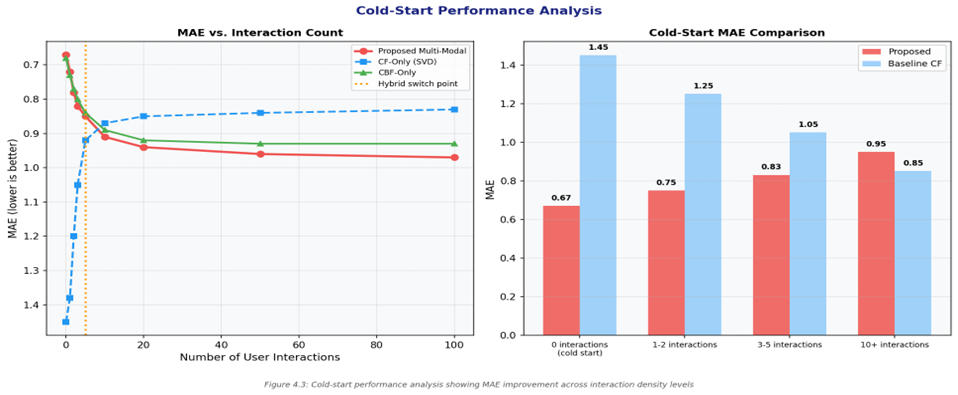 Cold-Start Performance Analysis
MAE vs. Interaction Count
MAE (lower is better)
0.7
0.8
0.9
1.0
1.1
1.2
1.3
1.4
Proposed Multi-Modal
CF-Only (SVD)
CBF-Only
Hybrid switch point
0 20 40 60 80 100
Number of User Interactions
Cold-Start MAE Comparison
MAE
1.4
1.2
1.0
0.8
0.6
0.4
0.2
0.0
Proposed
Baseline CF
0.67
1.45
0.75
1.25
0.83
1.05
0.95
0.85
0 interactions 1-2 interactions 3-5 interactions 10+ interactions
(cold start)
Figure 4.3: Cold-start performance analysis showing MAE improvement across interaction density levels